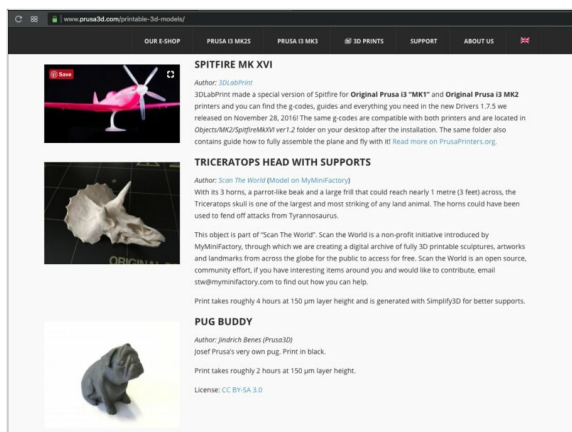 www.prusa3d.com/printable-3d-models/
OUR E-SHOP PRUSA I3 MK2S PRUSA I3 MK3 3D PRINTS SUPPORT ABOUT US
Save
SPITFIRE MK XVI
Author: 3DLabPrint
3DLabPrint made a special version of Spitfire for Original Prusa i3 "MK1" and Original Prusa i3 MK2
printers and you can find the g-codes, guides and everything you need in the new Drivers 1.7.5 we
released on November 28, 2016! The same g-codes are compatible with both printers and are located in
Objects/MK2/SpitfireMkXVI ver1.2 folder on your desktop after the installation. The same folder also
contains guide how to fully assemble the plane and fly with it! Read more on PrusaPrinters.org.
TRICERATOPS HEAD WITH SUPPORTS
Author: Scan The World (Model on MyMiniFactory)
With its 3 horns, a parrot-like beak and a large frill that could reach nearly 1 metre (3 feet) across, the
Triceratops skull is one of the largest and most striking of any land animal. The horns could have been
used to fend off attacks from Tyrannosaurus.
This object is part of "Scan The World". Scan the World is a non-profit initiative introduced by
MyMiniFactory, through which we are creating a digital archive of fully 3D printable sculptures, artworks
and landmarks from across the globe for the public to access for free. Scan the World is an open source,
community effort, if you have interesting items around you and would like to contribute, email
stw@myminifactory.com to find out how you can help.
Print takes roughly 4 hours at 150 μm layer height and is generated with Simplify3D for better supports.
ORIGINAL
PUG BUDDY
Author: Jindrich Benes (Prusa3D)
Josef Prusa's very own pug. Print in black.
Print takes roughly 2 hours at 150 μm layer height.
License: CC BY-SA 3.0